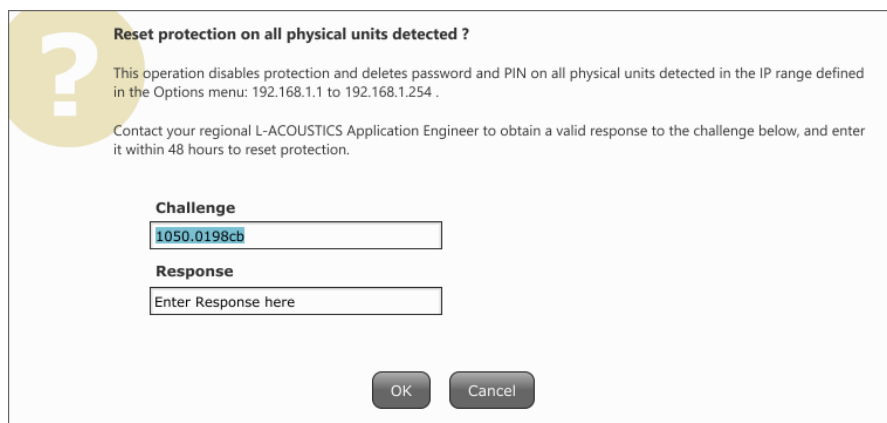 Reset protection on all physical units detected ?
This operation disables protection and deletes password and PIN on all physical units detected in the IP range defined
in the Options menu: 192.168.1.1 to 192.168.1.254 .
Contact your regional L-ACOUSTICS Application Engineer to obtain a valid response to the challenge below, and enter
it within 48 hours to reset protection.
Challenge
1050.0198cb
Response
Enter Response here
OK Cancel